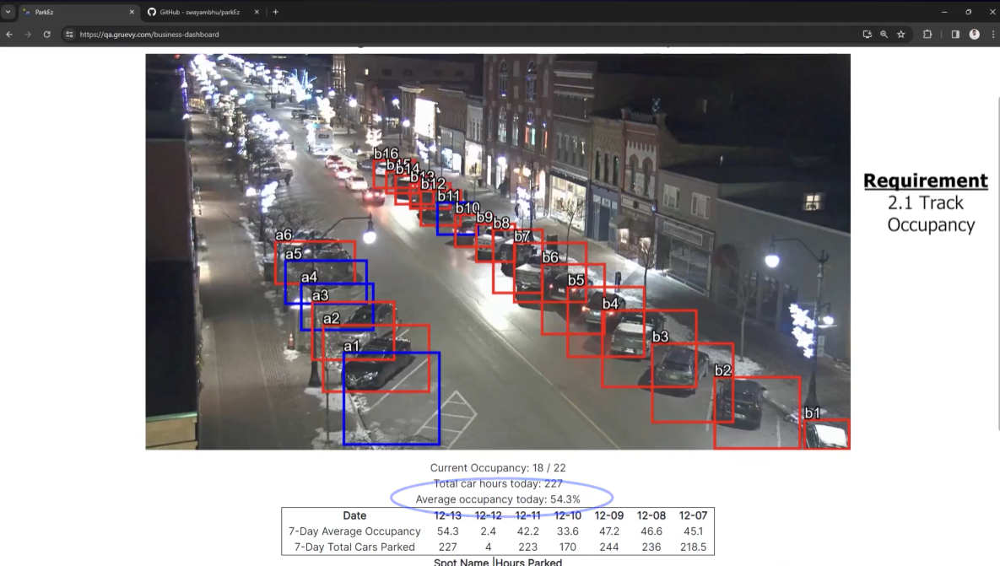 ParkEz
GitHub - swayambhu/parkEz
https://qa.gruevy.com/business-dashboard
b16
b15
b14
b13
b12
b11
b10
b9
b8
b7
b6
b5
b4
b3
b2
b1
a6
a5
a4
a3
a2
a1
Requirement
2.1 Track
Occupancy
Current Occupancy: 18 / 22
Total car hours today: 227
Average occupancy today: 54.3%
Date 12-13 12-12 12-11 12-10 12-09 12-08 12-07
7-Day Average Occupancy 54.3 2.4 42.2 33.6 47.2 46.6 45.1
7-Day Total Cars Parked 227 4 223 170 244 236 218.5
Spot Name Hours Parked